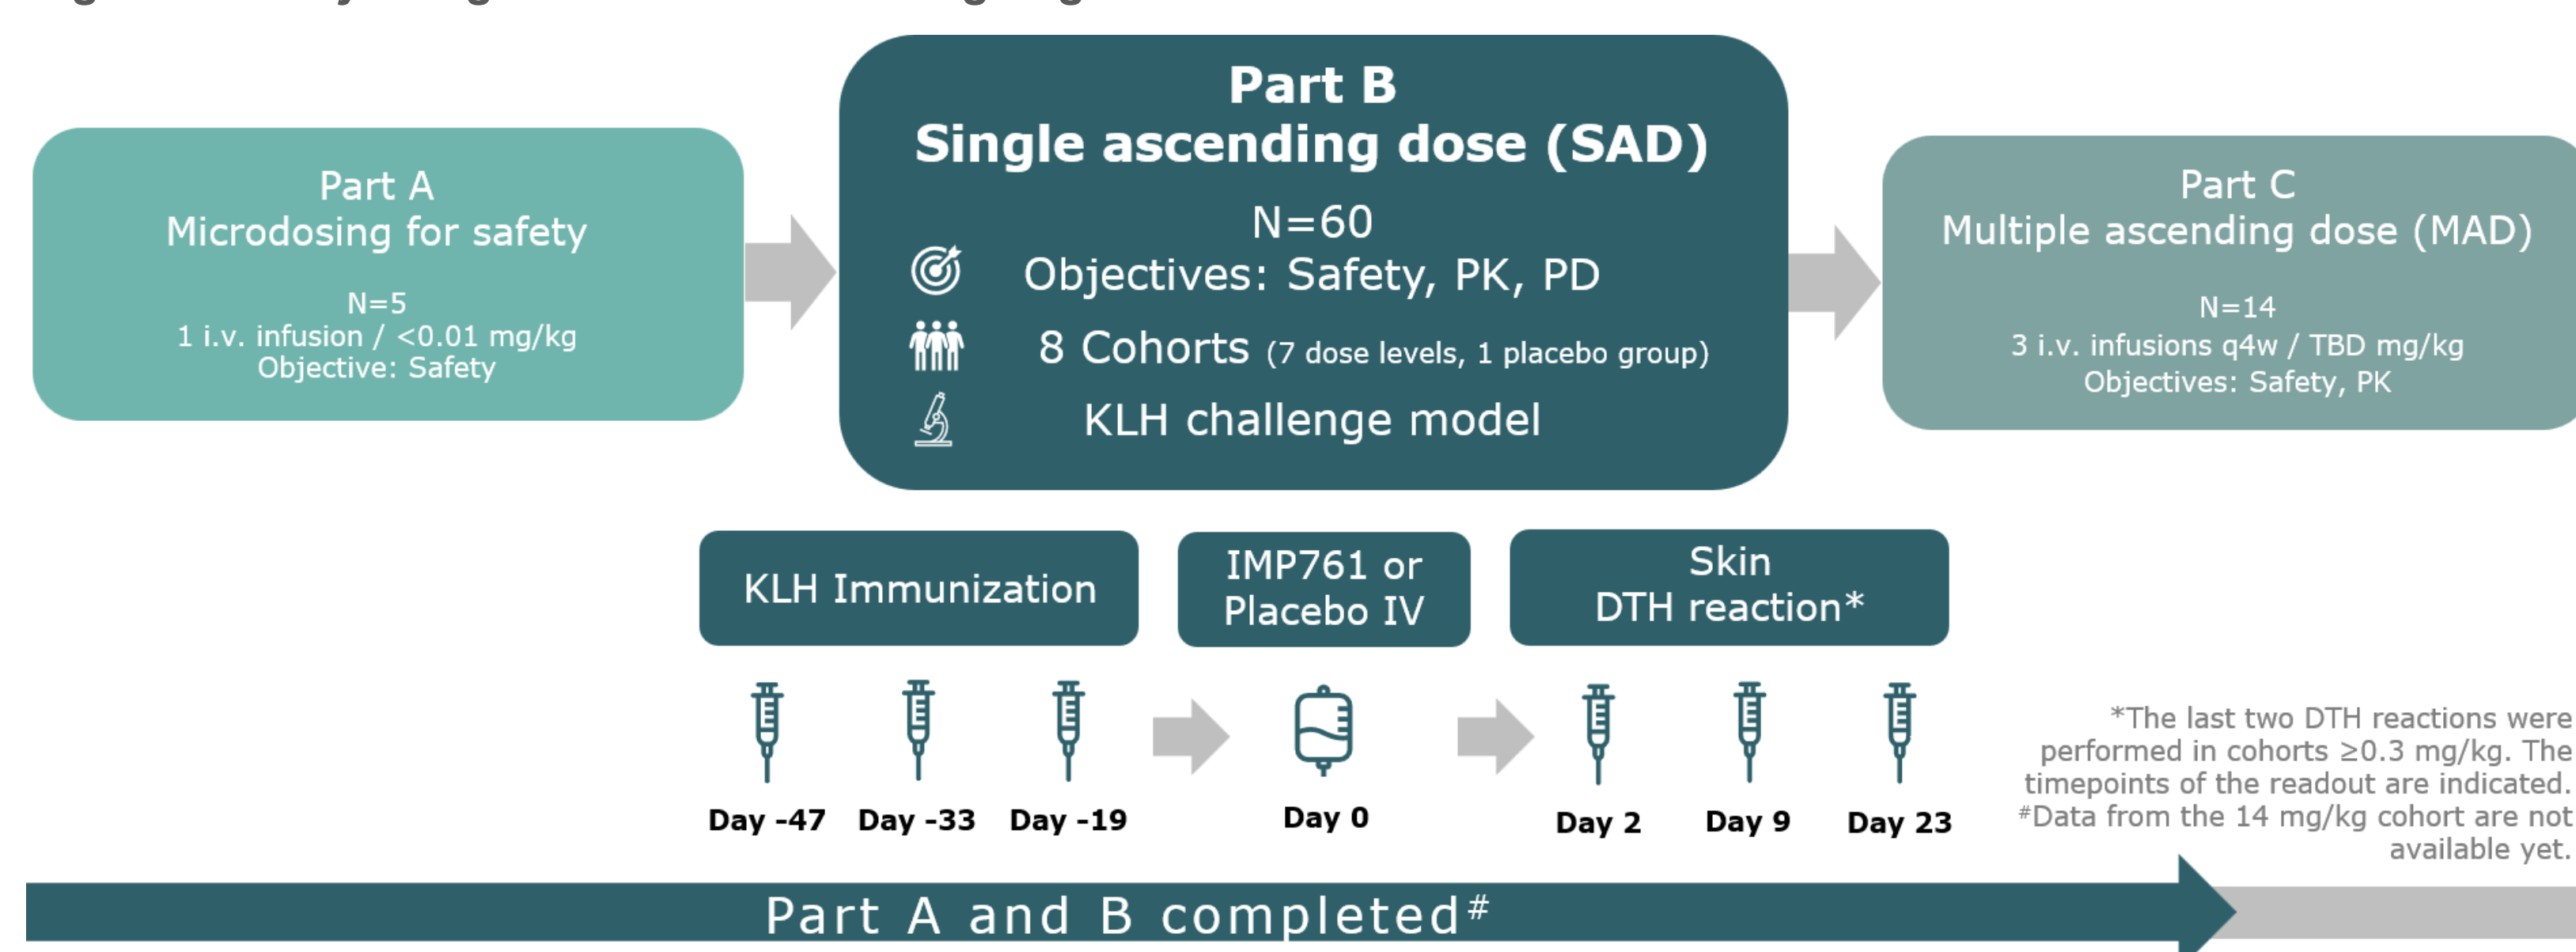 Part A
Microdosing for safety
N=5
1 i.v. infusion / <0.01 mg/kg
Objective: Safety
Part B
Single ascending dose (SAD)
N=60
Objectives: Safety, PK, PD
8 Cohorts (7 dose levels, 1 placebo group)
KLH challenge model
Part C
Multiple ascending dose (MAD)
N=14
3 i.v. infusions q4w / TBD mg/kg
Objectives: Safety, PK
KLH Immunization
IMP761 or
Placebo IV
Skin
DTH reaction*
Day -47 Day -33 Day -19 Day 0 Day 2 Day 9 Day 23
*The last two DTH reactions were
performed in cohorts ≥0.3 mg/kg. The
timepoints of the readout are indicated.
#Data from the 14 mg/kg cohort are not
available yet.
Part A and B completed#